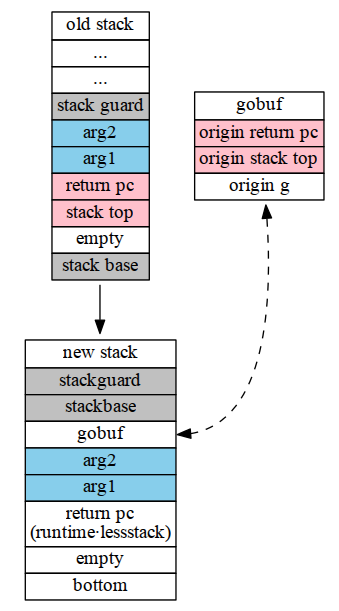 old stack
...
...
stack guard
arg2
arg1
return pc
stack top
empty
stack base
gobuf
origin return pc
origin stack top
origin g
new stack
stackguard
stackbase
gobuf
arg2
arg1
return pc
(runtime·lessstack)
empty
bottom